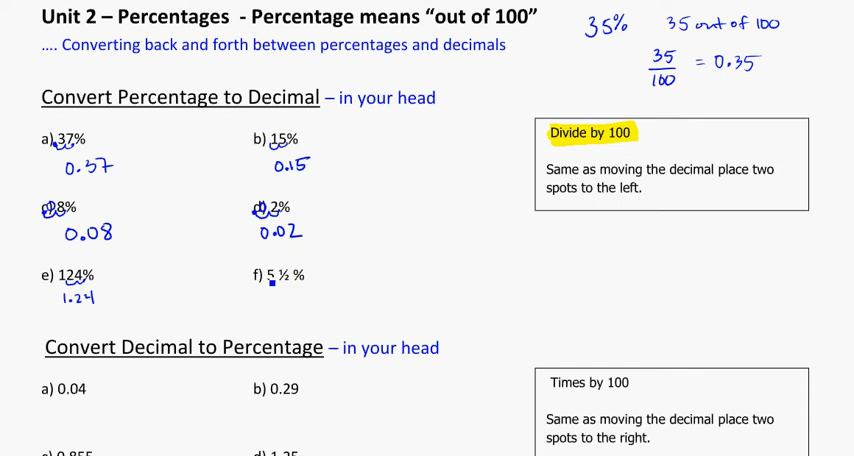 Unit 2 – Percentages - Percentage means “out of 100”
35% 35 out of 100
.... Converting back and forth between percentages and decimals
35/100 = 0.35
Convert Percentage to Decimal – in your head
a) 37% b) 15%
0.37 0.15
Divide by 100
Same as moving the decimal place two
spots to the left.
8% 2%
0.08 0.02
e) 124% f) 5 ½ %
1.24
Convert Decimal to Percentage – in your head
a) 0.04 b) 0.29
Times by 100
Same as moving the decimal place two
spots to the right.